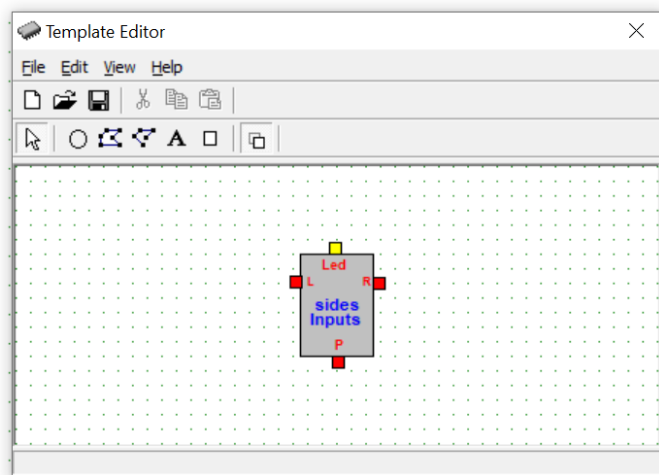 Template Editor
File Edit View Help
A
Led
L R
sides
Inputs
P